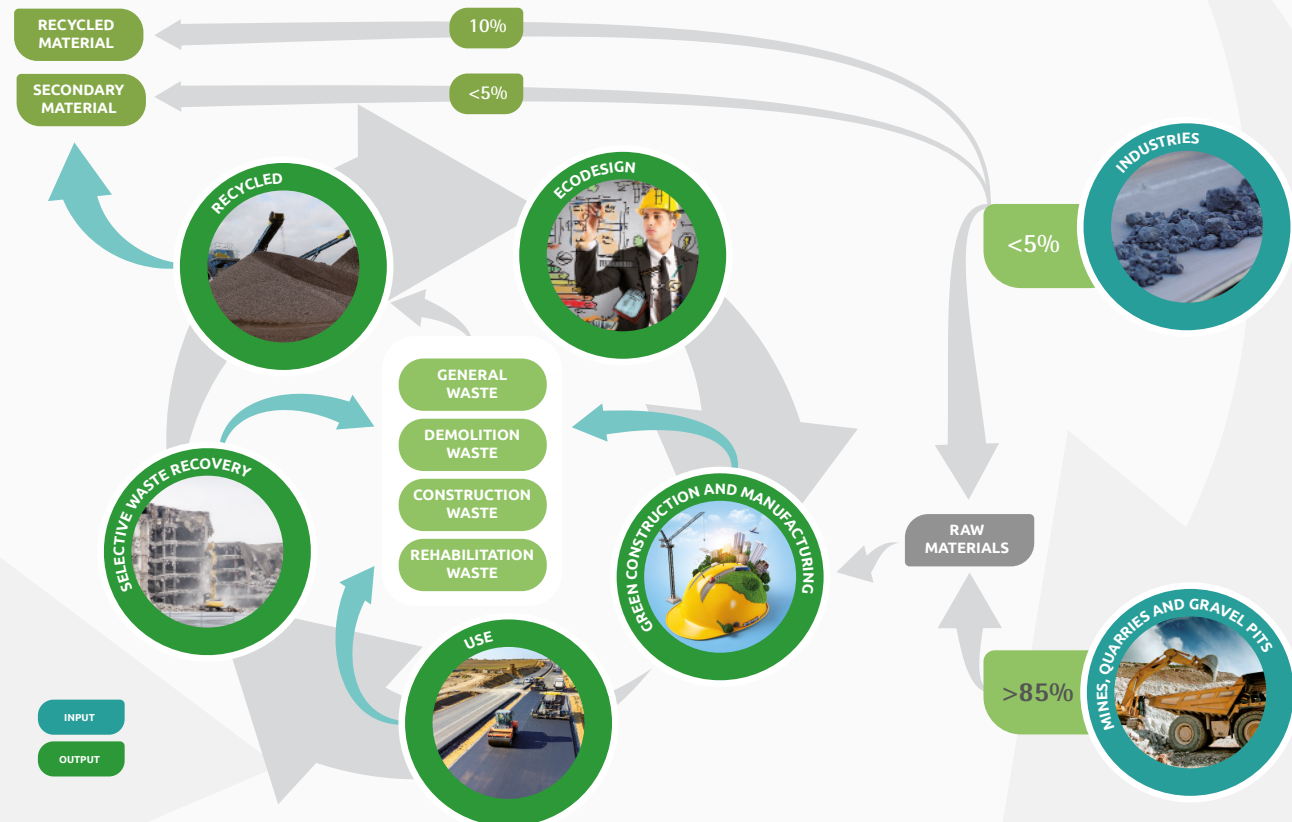 RECYCLED
MATERIAL
10%
SECONDARY
MATERIAL
<5%
INDUSTRIES
<5%
RECYCLED
ECODESIGN
GENERAL
WASTE
DEMOLITION
WASTE
CONSTRUCTION
WASTE
REHABILITATION
WASTE
SELECTIVE WASTE RECOVERY
GREEN CONSTRUCTION AND MANUFACTURING
RAW
MATERIALS
USE
>85%
MINES, QUARRIES AND GRAVEL PITS
INPUT
OUTPUT